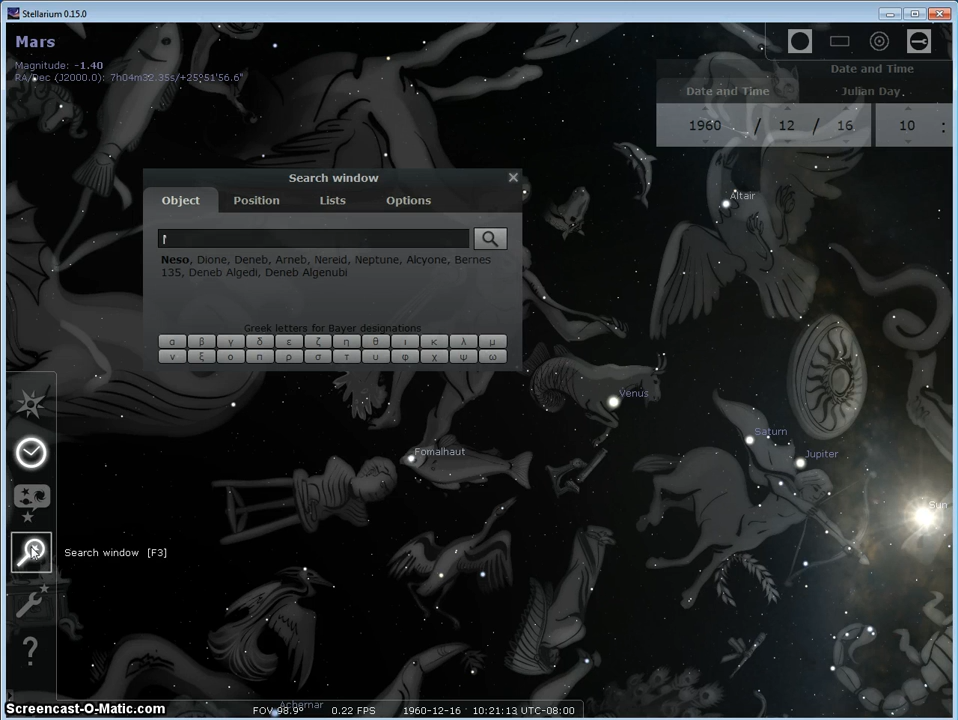 Stellarium 0.15.0
Mars
Magnitude: -1.40
RA/Dec (J2000.0): 7h04m32.35s/+25°51'56.6"
Date and Time
Date and Time Julian Day
1960 / 12 / 16 10 :
Search window
Object Position Lists Options
Neso, Dione, Deneb, Arneb, Nereid, Neptune, Alcyone, Bernes
135, Deneb Algedi, Deneb Algenubi
Greek letters for Bayer designations
α β γ δ ε ζ η θ ι κ λ μ
ν ξ ο π ρ σ τ υ φ χ ψ ω
Altair
Venus
Saturn
Jupiter
Fomalhaut
Sun
Search window [F3]
Achernar
Screencast-O-Matic.com
FOV 98.9° 0.22 FPS 1960-12-16 10:21:13 UTC-08:00